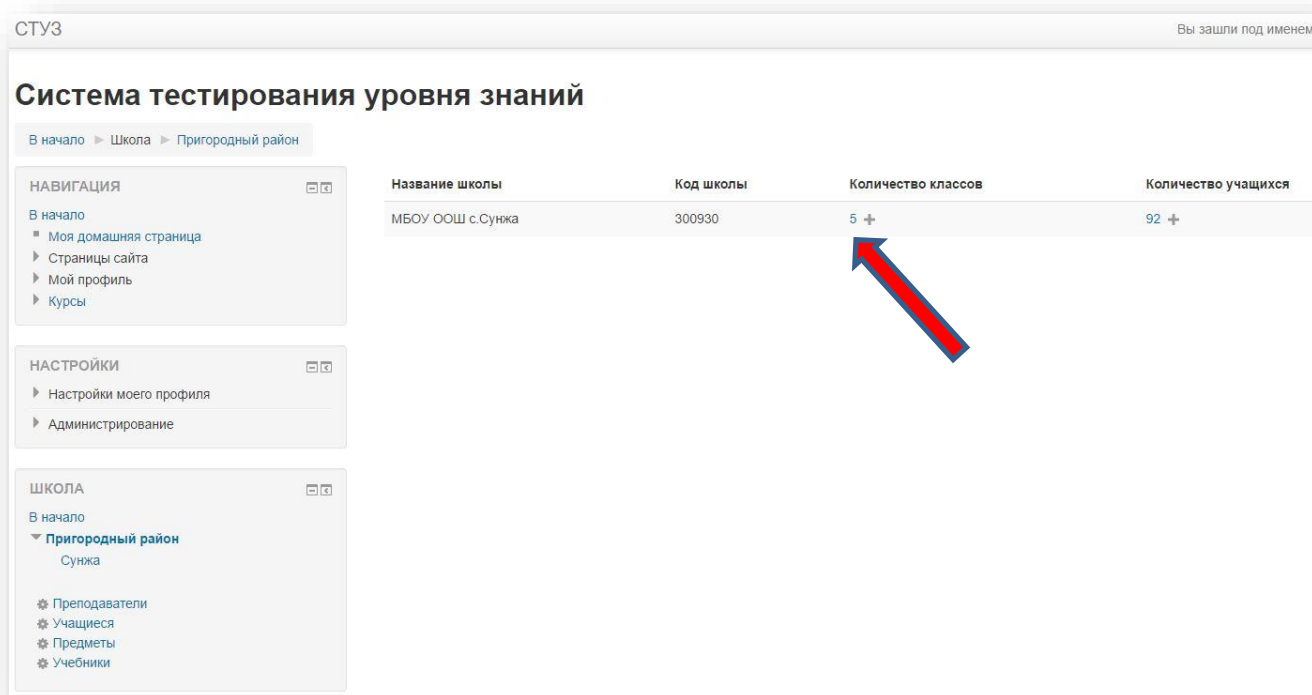 СТУЗ
Вы зашли под именем
Система тестирования уровня знаний
В начало Школа Пригородный район
НАВИГАЦИЯ
В начало
Моя домашняя страница
Страницы сайта
Мой профиль
Курсы
НАСТРОЙКИ
Настройки моего профиля
Администрирование
ШКОЛА
В начало
Пригородный район
Сунжа
Преподаватели
Учащиеся
Предметы
Учебники
Название школы Код школы Количество классов Количество учащихся
МБОУ ООШ с.Сунжа 300930 5 + 92 +